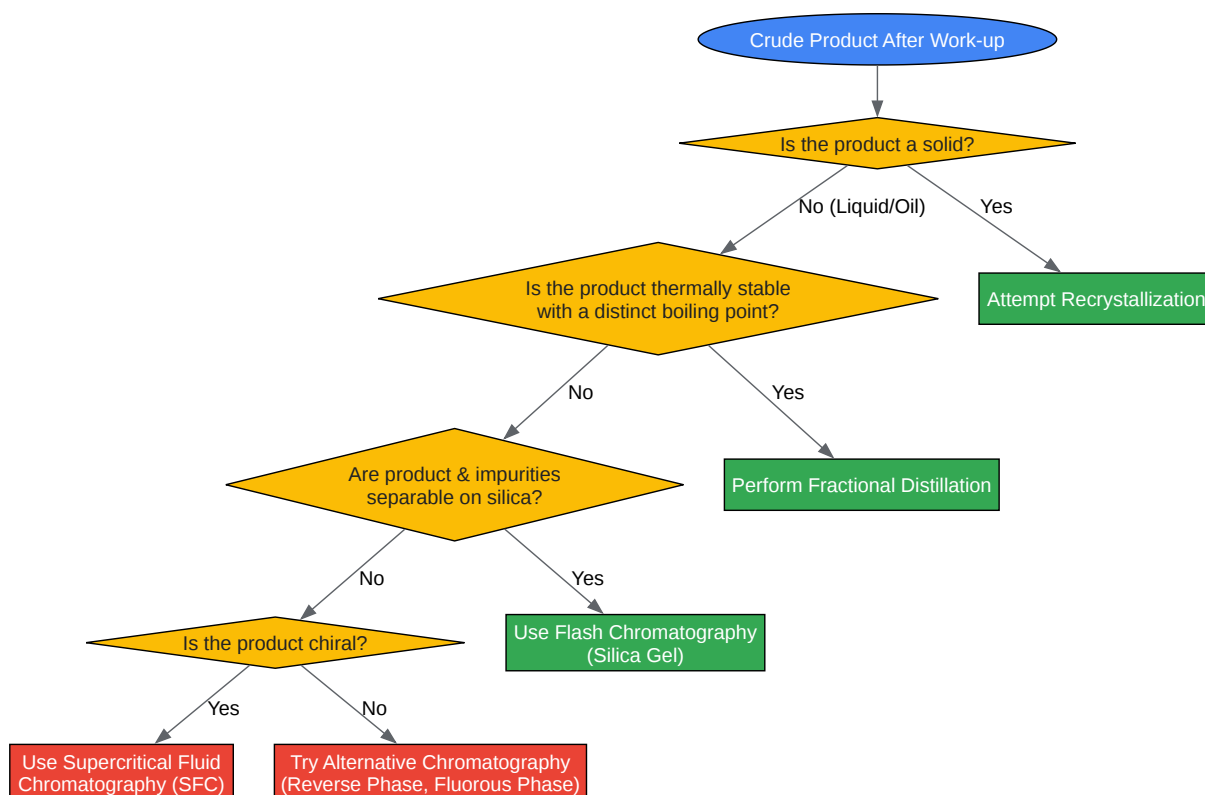 Crude Product After Work-up
Is the product a solid?
No (Liquid/Oil)
Yes
Is the product thermally stable
with a distinct boiling point?
Attempt Recrystallization
No
Yes
Are product & impurities
separable on silica?
Perform Fractional Distillation
No
Yes
Is the product chiral?
Use Flash Chromatography
(Silica Gel)
Yes
No
Use Supercritical Fluid
Chromatography (SFC)
Try Alternative Chromatography
(Reverse Phase, Fluorous Phase)